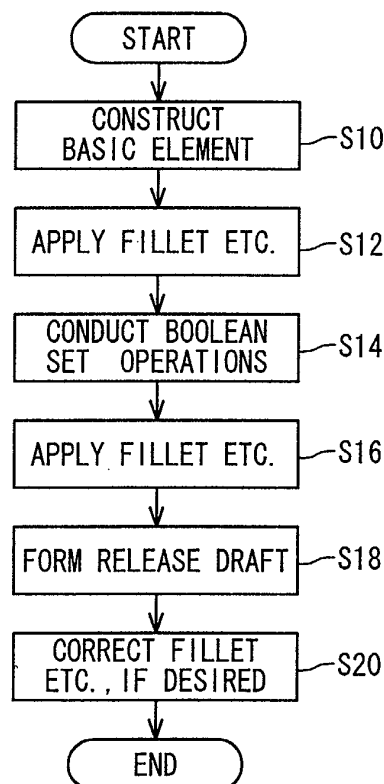 START
CONSTRUCT
BASIC ELEMENT
S10
APPLY FILLET ETC.
S12
CONDUCT BOOLEAN
SET OPERATIONS
S14
APPLY FILLET ETC.
S16
FORM RELEASE DRAFT
S18
CORRECT FILLET
ETC., IF DESIRED
S20
END